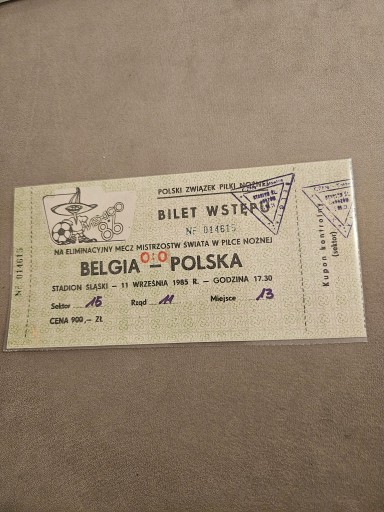 POLSKI ZWIĄZEK PIŁKI NOŻNEJ
BILET WSTĘPU
Nr 014615
MEXICO
86
NA ELIMINACYJNY MECZ MISTRZOSTW ŚWIATA W PIŁCE NOŻNEJ
BELGIA 0:0 — POLSKA
STADION ŚLĄSKI — 11 WRZEŚNIA 1985 R. — GODZINA 17.30
Sektor 15 Rząd 11 Miejsce 13
CENA 900,— ZŁ
Nr 014615
Kupon kontrolny
(sektor)